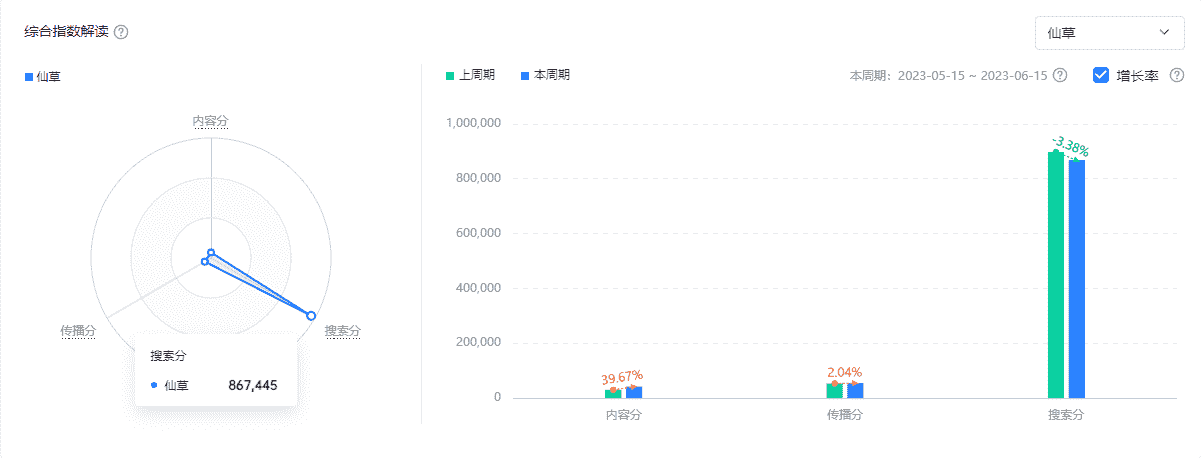 综合指数解读
仙草
仙草
上周期 本周期
本周期：2023-05-15 ~ 2023-06-15
增长率
内容分
传播分
搜索分
搜索分
仙草 867,445
1,000,000
800,000
600,000
400,000
200,000
0
39.67%
2.04%
-3.38%
内容分
传播分
搜索分